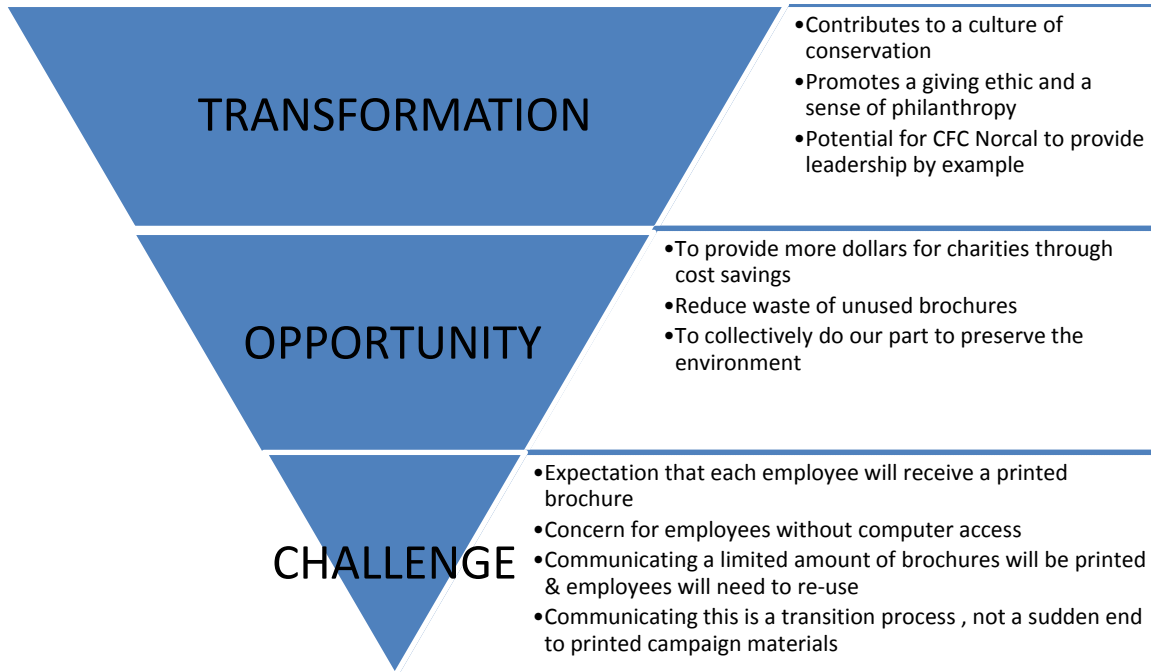 TRANSFORMATION
•Contributes to a culture of
conservation
•Promotes a giving ethic and a
sense of philanthropy
•Potential for CFC Norcal to provide
leadership by example
OPPORTUNITY
•To provide more dollars for charities through
cost savings
•Reduce waste of unused brochures
•To collectively do our part to preserve the
environment
CHALLENGE
•Expectation that each employee will receive a printed
brochure
•Concern for employees without computer access
•Communicating a limited amount of brochures will be printed
& employees will need to re-use
•Communicating this is a transition process , not a sudden end
to printed campaign materials